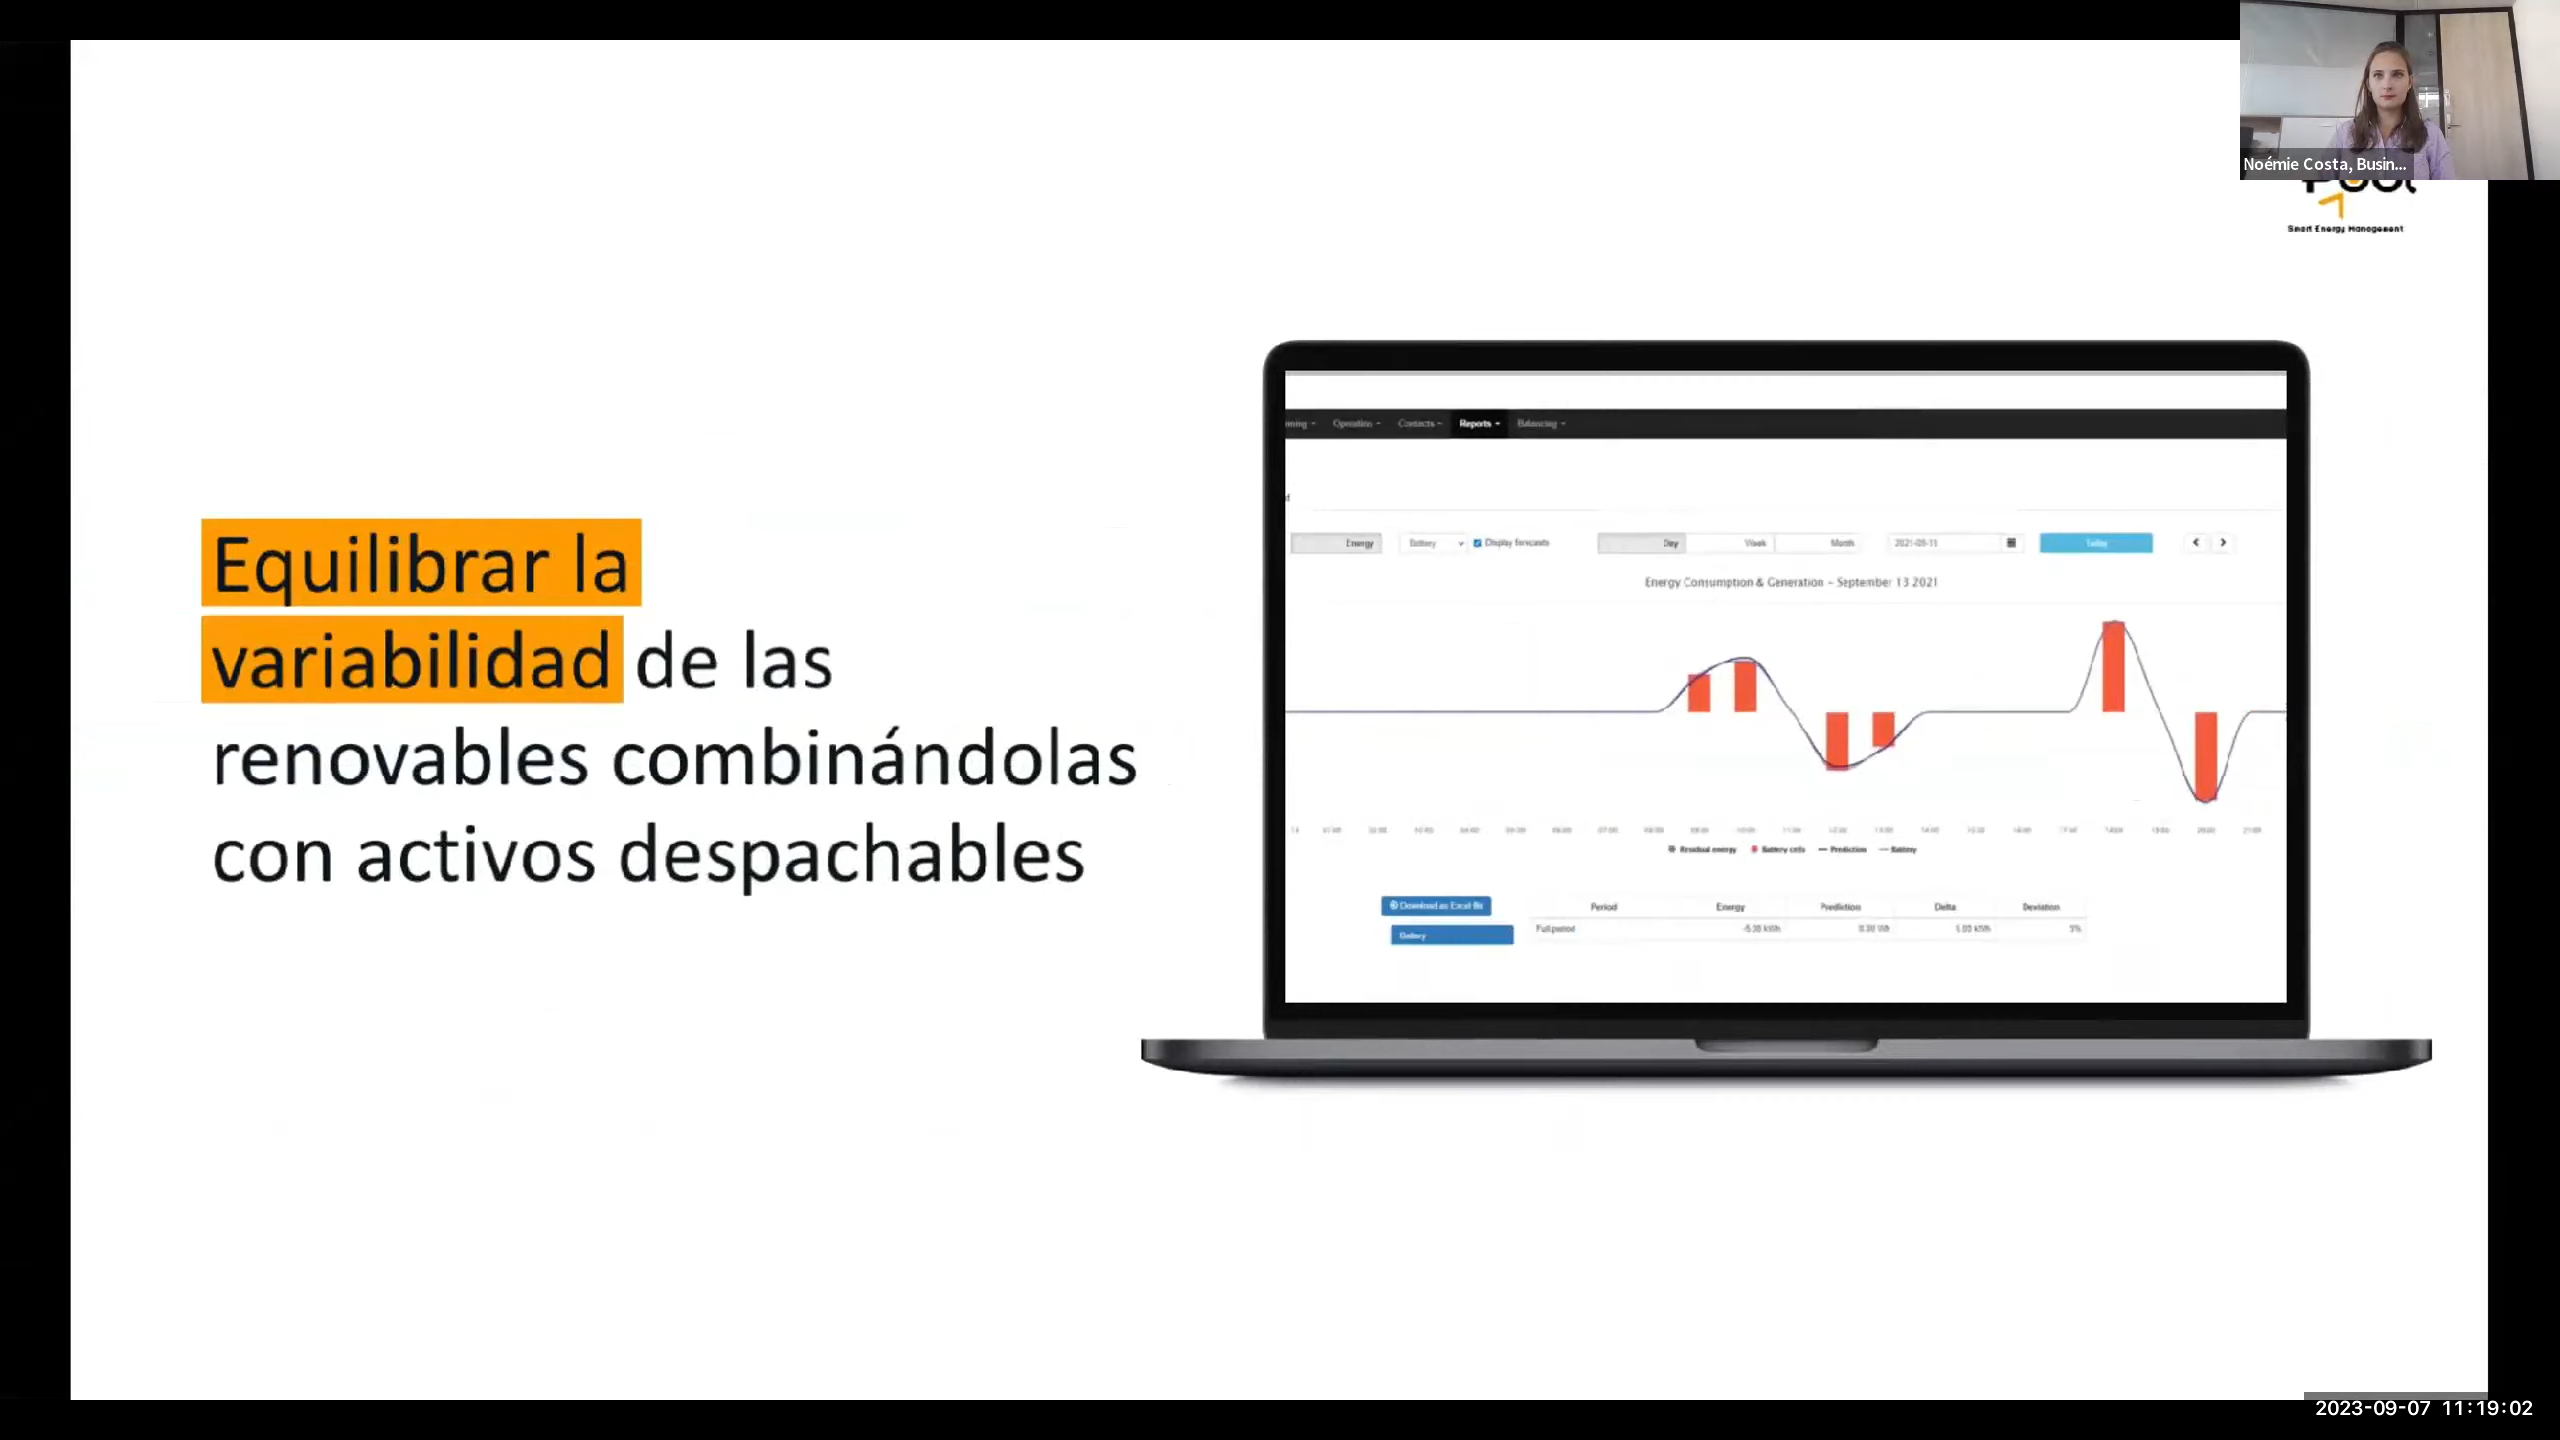 Noémie Costa, Busin...
Smart Energy Management
Equilibrar la
variabilidad de las
renovables combinándolas
con activos despachables
Operation Contacts Reports Balancing
Energy Battery Display forecasts Day Week Month Today
Energy Consumption & Generation - September 13 2021
Residual energy Battery cells Prediction Battery
Download as Excel file Period Energy Prediction Delta Deviation
Battery Full period
2023-09-07 11:19:02